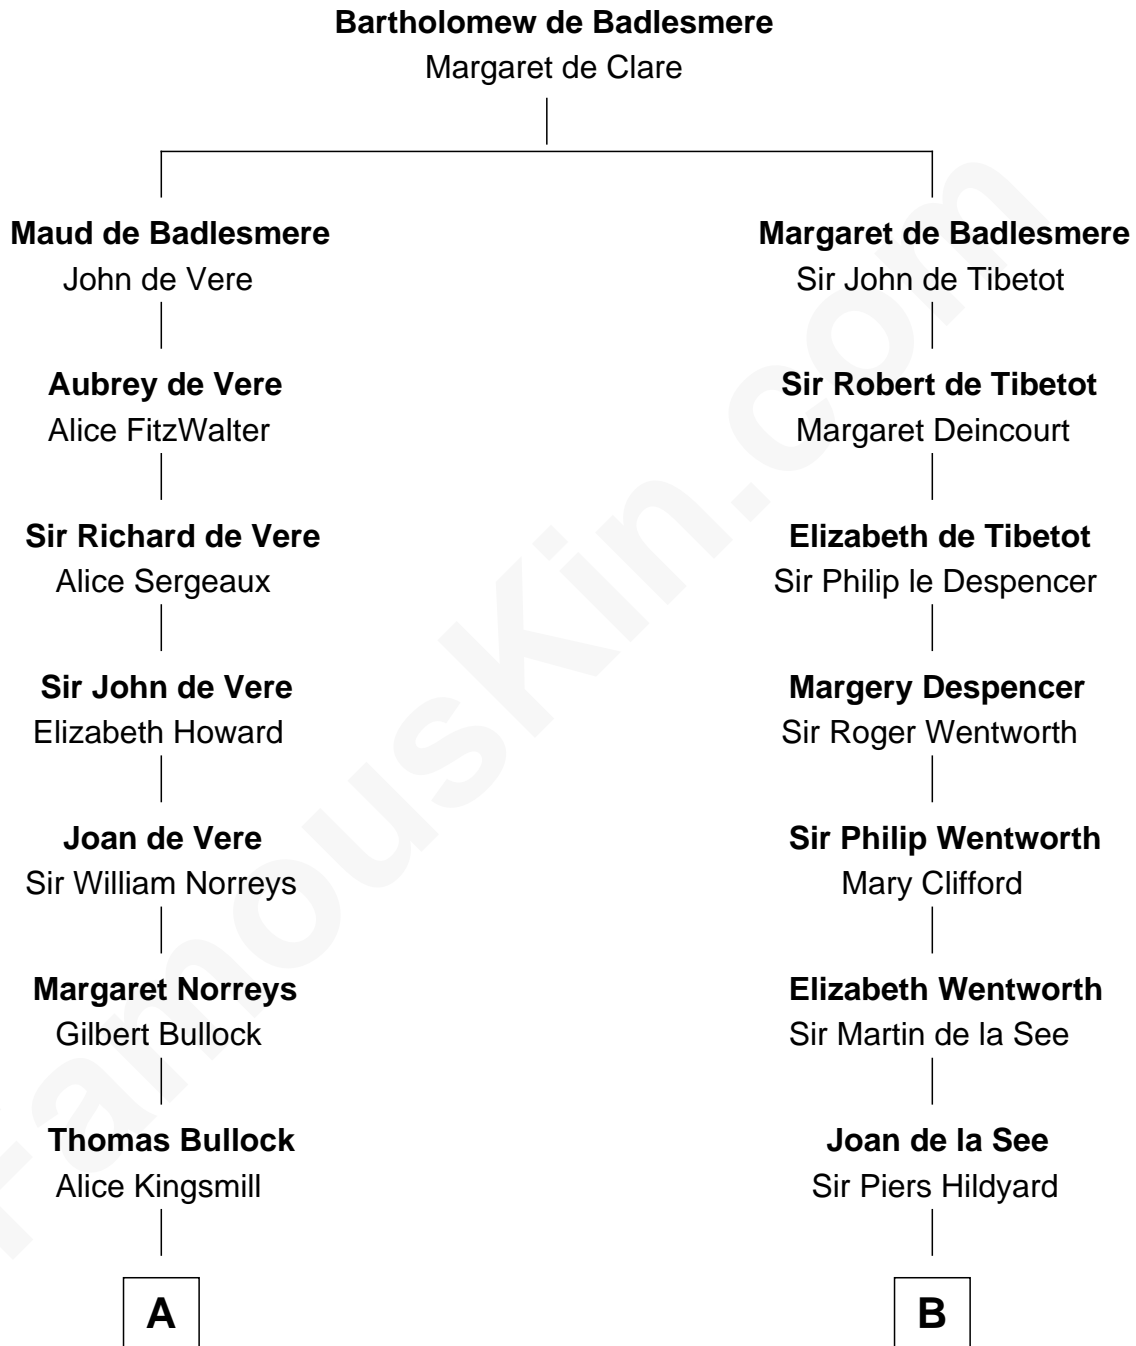 Bartholomew de Badlesmere
Margaret de Clare
Maud de Badlesmere
John de Vere
Margaret de Badlesmere
Sir John de Tibetot
Aubrey de Vere
Alice FitzWalter
Sir Robert de Tibetot
Margaret Deincourt
Sir Richard de Vere
Alice Sergeaux
Elizabeth de Tibetot
Sir Philip le Despencer
Sir John de Vere
Elizabeth Howard
Margery Despencer
Sir Roger Wentworth
Joan de Vere
Sir William Norreys
Sir Philip Wentworth
Mary Clifford
Margaret Norreys
Gilbert Bullock
Elizabeth Wentworth
Sir Martin de la See
Thomas Bullock
Alice Kingsmill
Joan de la See
Sir Piers Hildyard
A
B
FamousKin.com